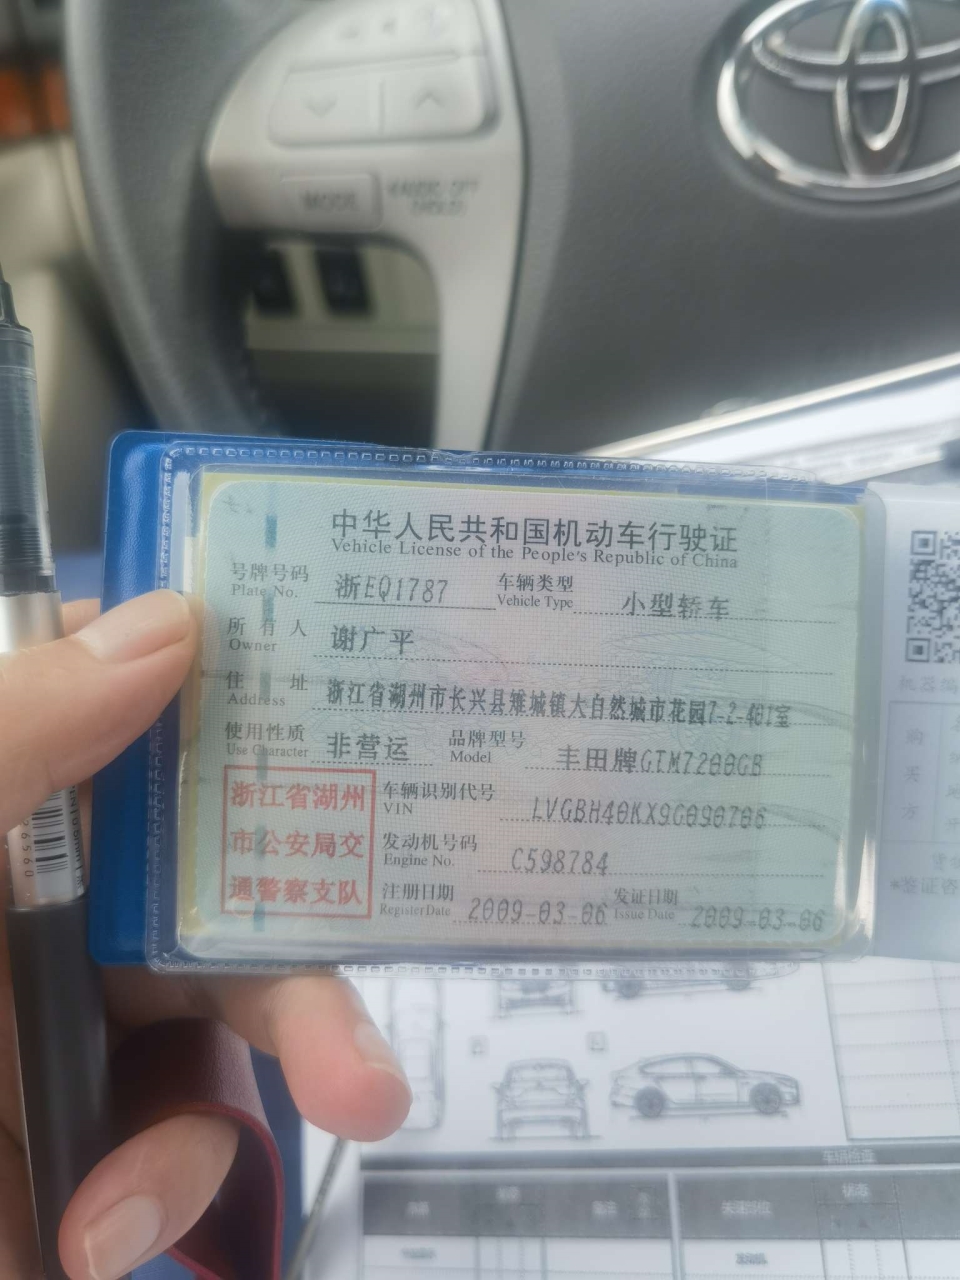 MODE
中华人民共和国机动车行驶证
Vehicle License of the People's Republic of China
号牌号码 浙EQ1787 车辆类型 小型轿车
Plate No. Vehicle Type
所有人 谢广平
Owner
住址 浙江省湖州市长兴县雉城镇大自然城市花园7-2-401室
Address
使用性质 非营运 品牌型号 丰田牌GTM7200GB
Use Character Model
浙江省湖州
市公安局交
通警察支队
车辆识别代号 LVGBH40KX9G090706
VIN
发动机号码 C598784
Engine No.
注册日期 2009-03-06 发证日期 2009-03-06
Register Date Issue Date
车辆检查